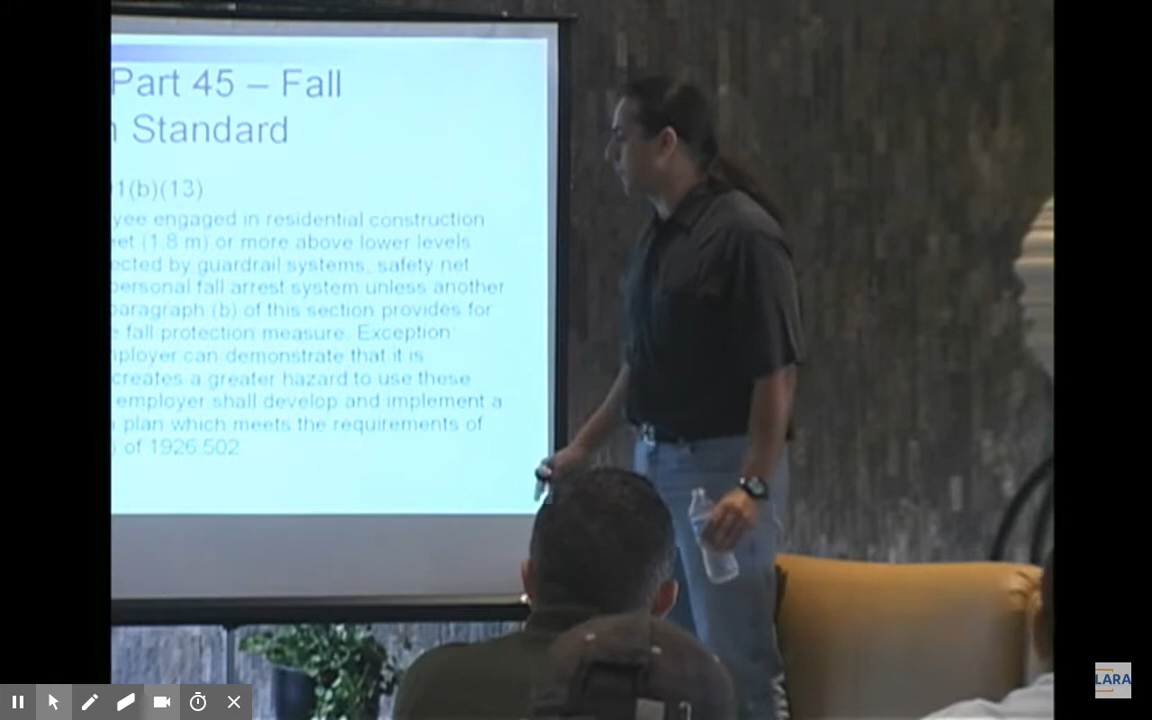 Part 45 – Fall
n Standard
1(b)(13)
yee engaged in residential construction
et (1.8 m) or more above lower levels
ected by guardrail systems, safety net
personal fall arrest system unless another
paragraph (b) of this section provides for
e fall protection measure. Exception:
ployer can demonstrate that it is
creates a greater hazard to use these
employer shall develop and implement a
n plan which meets the requirements of
) of 1926.502
LARA